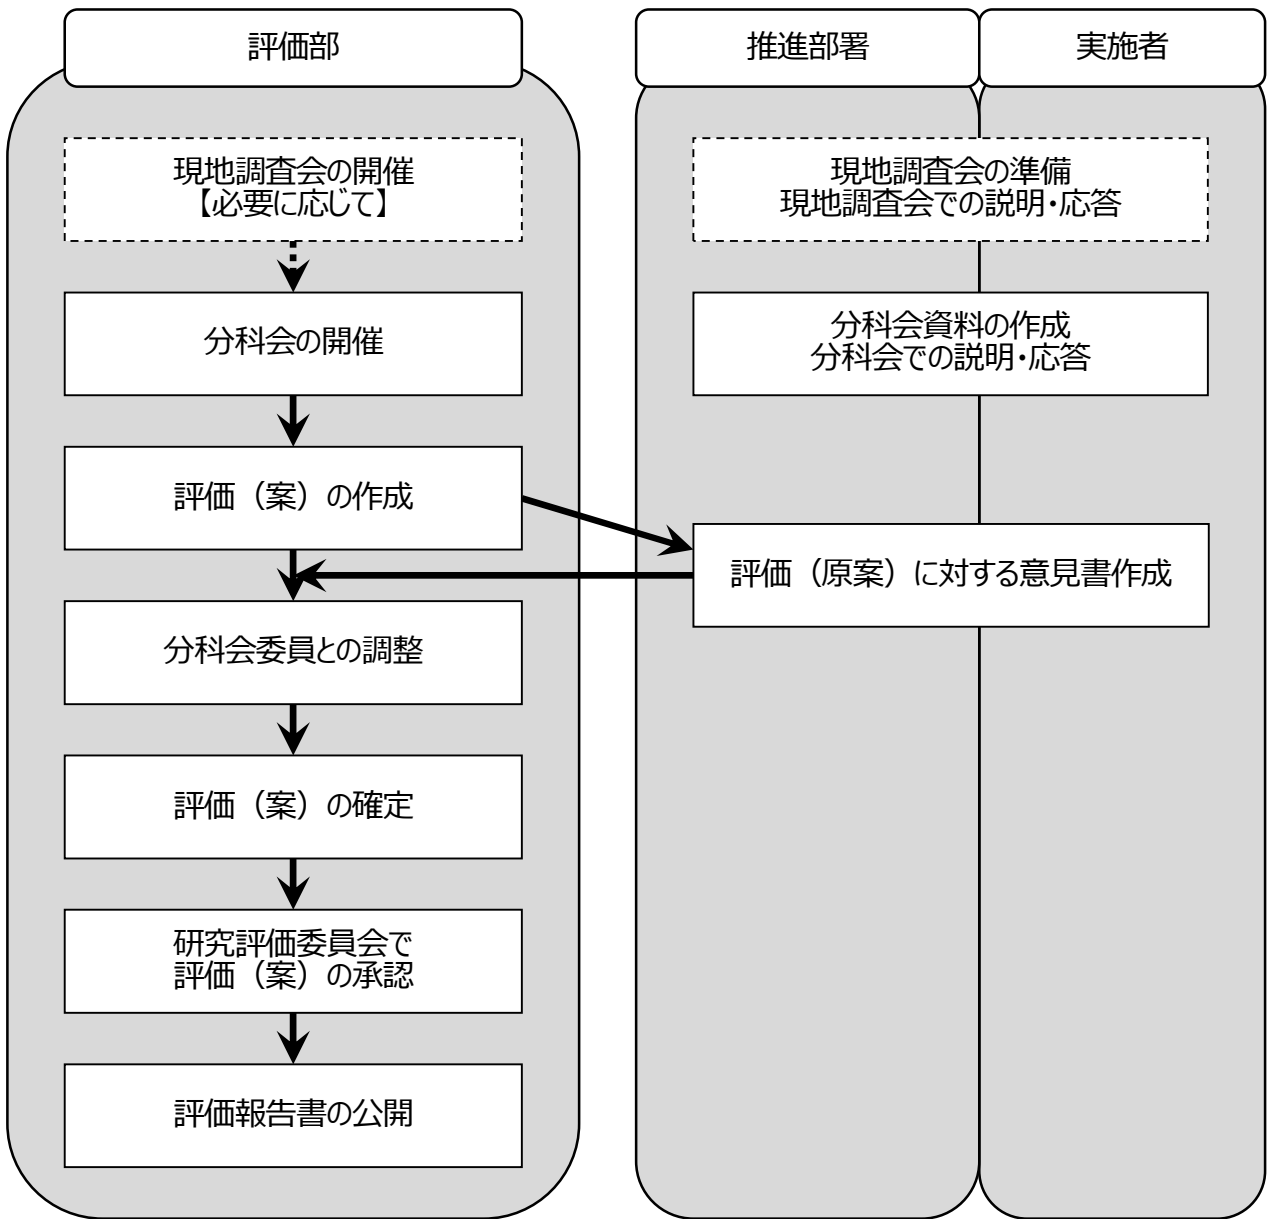 評価部
推進部署
実施者
現地調査会の開催
【必要に応じて】
現地調査会の準備
現地調査会での説明・応答
分科会の開催
分科会資料の作成
分科会での説明・応答
評価（案）の作成
評価（原案）に対する意見書作成
分科会委員との調整
評価（案）の確定
研究評価委員会で
評価（案）の承認
評価報告書の公開